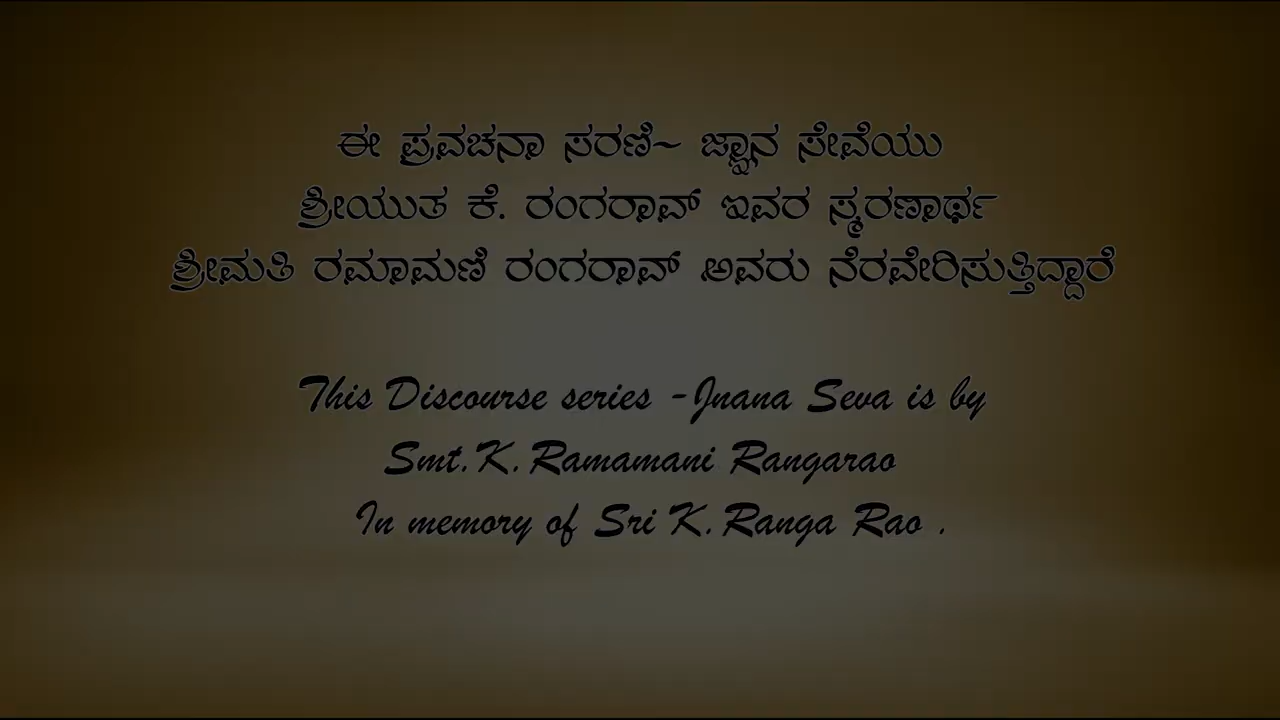 ಈ ಪ್ರವಚನಾ ಸರಣಿ~ ಜ್ಞಾನ ಸೇವೆಯು
ಶ್ರೀಯುತ ಕೆ. ರಂಗರಾವ್ ಇವರ ಸ್ಮರಣಾರ್ಥ
ಶ್ರೀಮತಿ ರಮಾಮಣಿ ರಂಗರಾವ್ ಅವರು ನೆರವೇರಿಸುತ್ತಿದ್ದಾರೆ
This Discourse series -Jnana Seva is by
Smt.K.Ramamani Rangarao
In memory of Sri K.Ranga Rao .